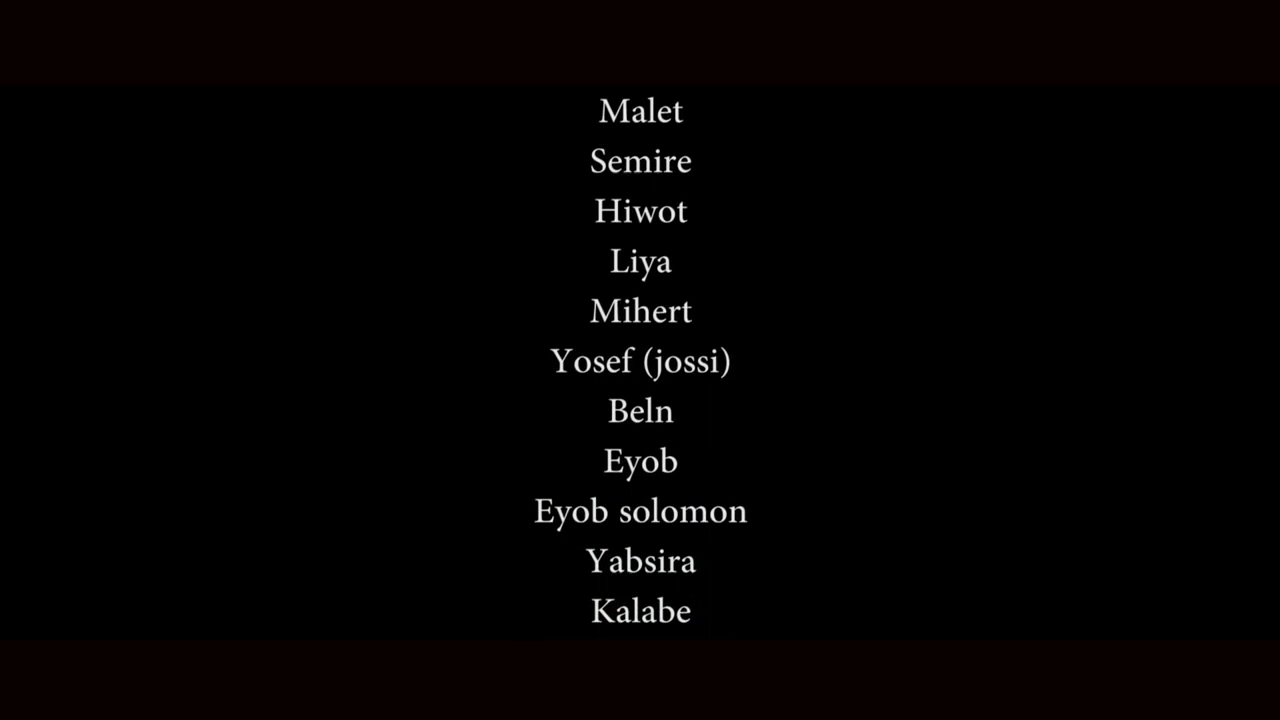 Malet
Semire
Hiwot
Liya
Mihert
Yosef (jossi)
Beln
Eyob
Eyob solomon
Yabsira
Kalabe